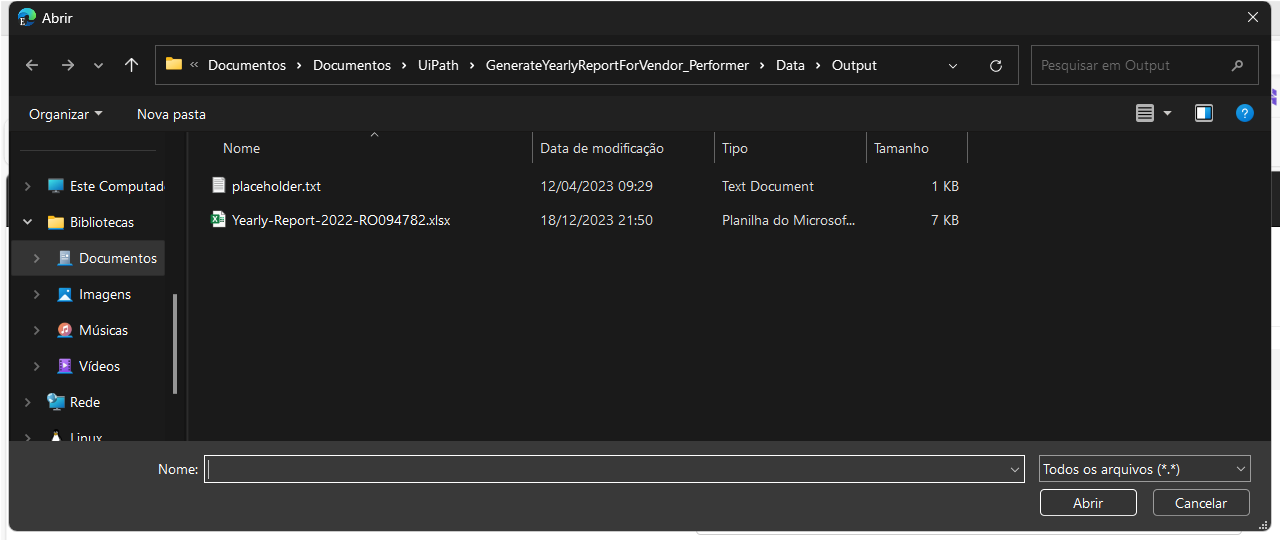 Abrir
Documentos Documentos UiPath GenerateYearlyReportForVendor_Performer Data Output
Pesquisar em Output
Organizar Nova pasta
Nome Data de modificação Tipo Tamanho
placeholder.txt 12/04/2023 09:29 Text Document 1 KB
Yearly-Report-2022-RO094782.xlsx 18/12/2023 21:50 Planilha do Microsof... 7 KB
Este Computad
Bibliotecas
Documentos
Imagens
Músicas
Vídeos
Rede
Linux
Nome:
Todos os arquivos (*.*)
Abrir Cancelar